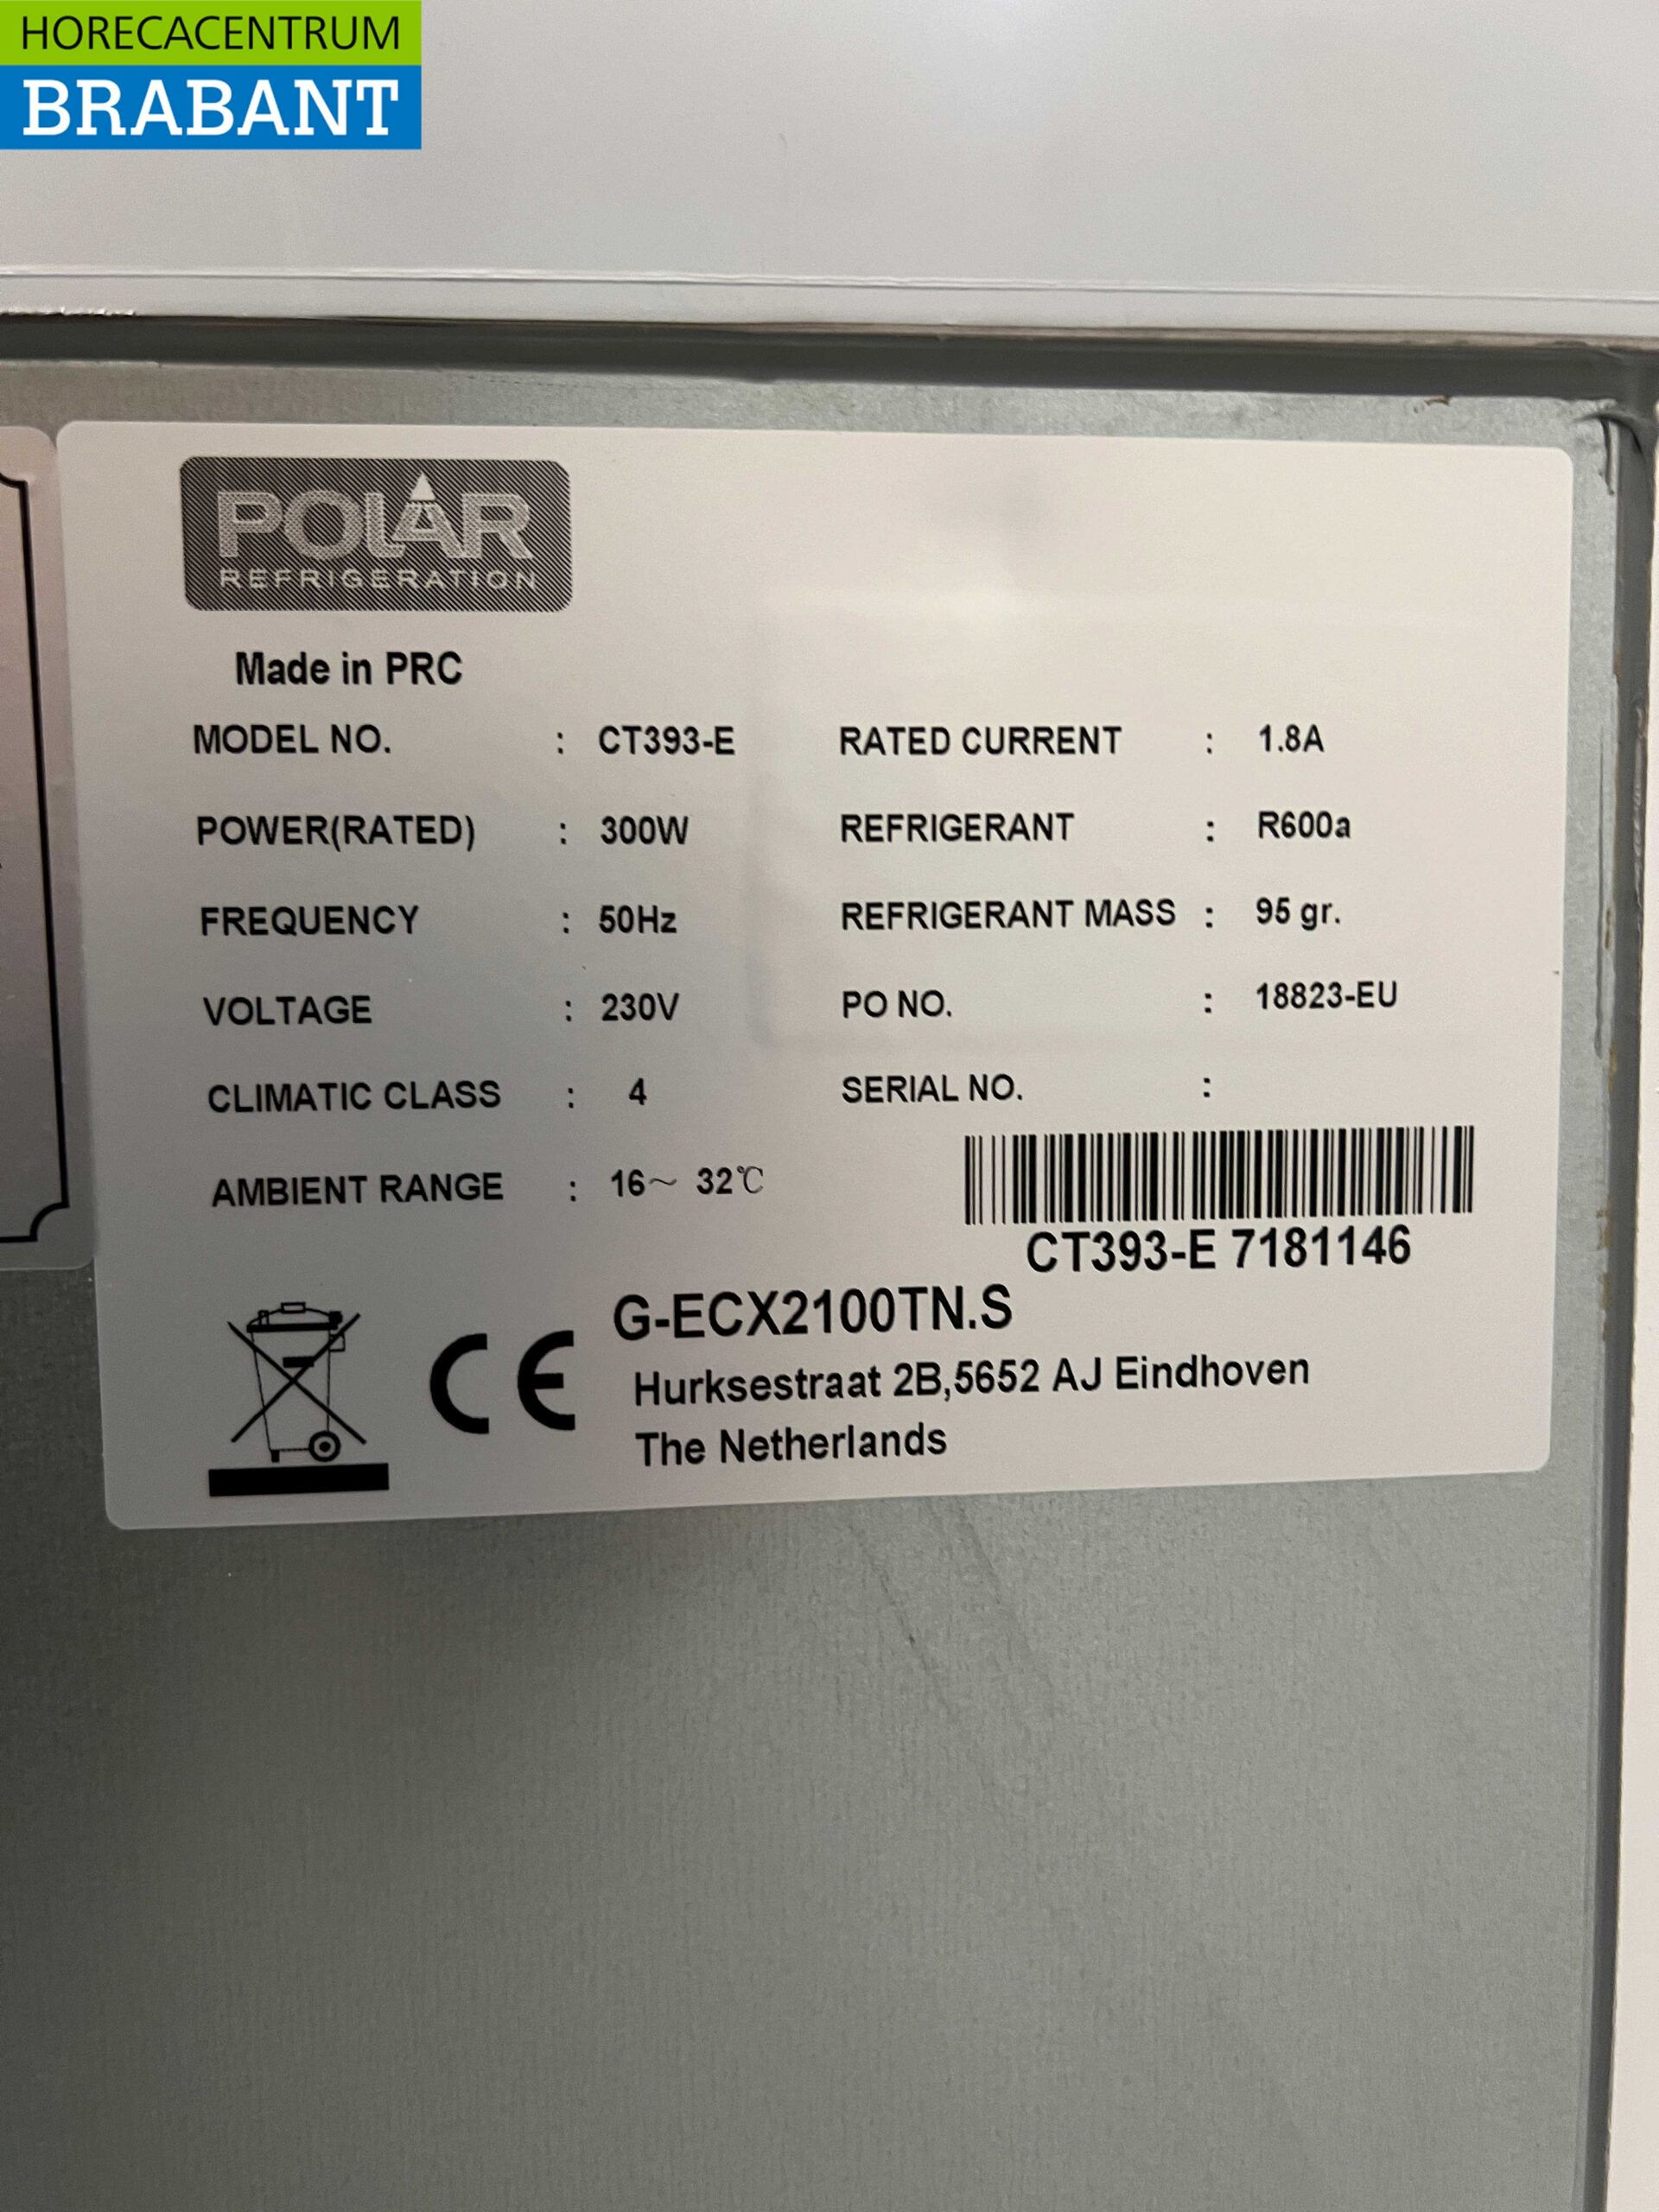 HORECACENTRUM
BRABANT
POLAR
REFRIGERATION
Made in PRC
MODEL NO. : CT393-E RATED CURRENT : 1.8A
POWER(RATED) : 300W REFRIGERANT : R600a
FREQUENCY : 50Hz REFRIGERANT MASS : 95 gr.
VOLTAGE : 230V PO NO. : 18823-EU
CLIMATIC CLASS : 4 SERIAL NO. :
AMBIENT RANGE : 16~ 32℃
CT393-E 7181146
CE G-ECX2100TN.S
Hurksestraat 2B,5652 AJ Eindhoven
The Netherlands